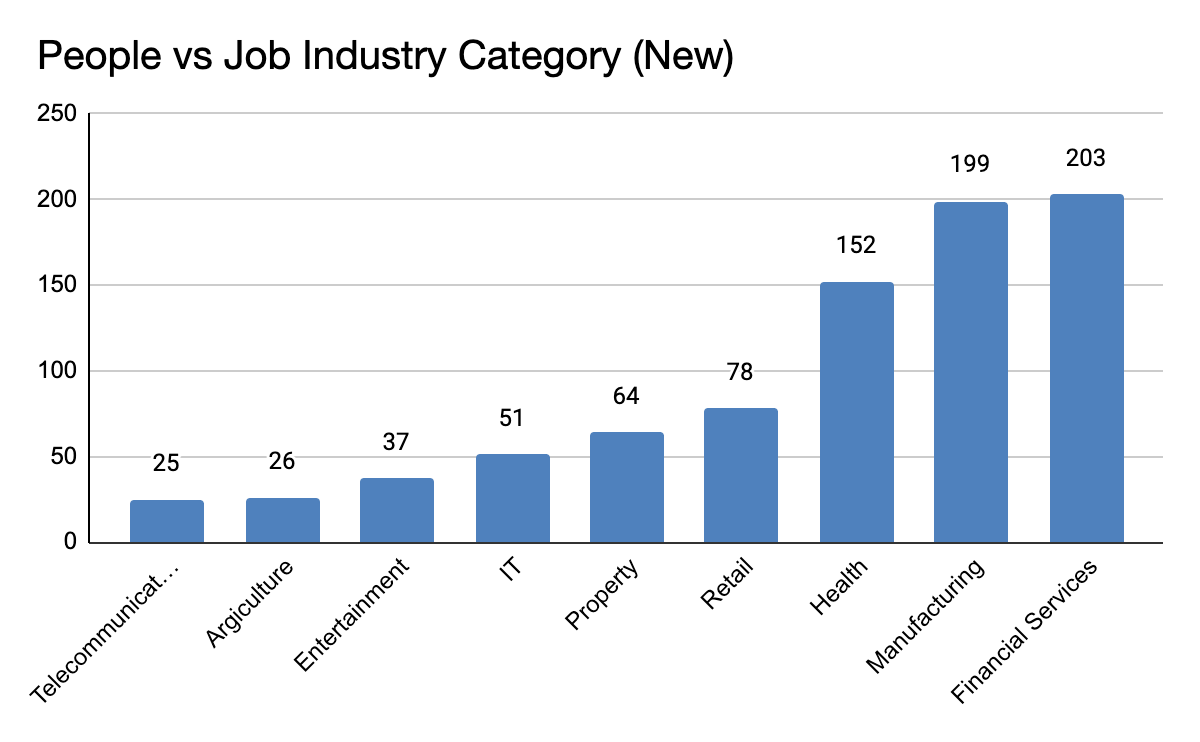 People vs Job Industry Category (New)
250
200
150
100
50
0
25
26
37
51
64
78
152
199
203
Telecommunicat...
Argiculture
Entertainment
IT
Property
Retail
Health
Manufacturing
Financial Services